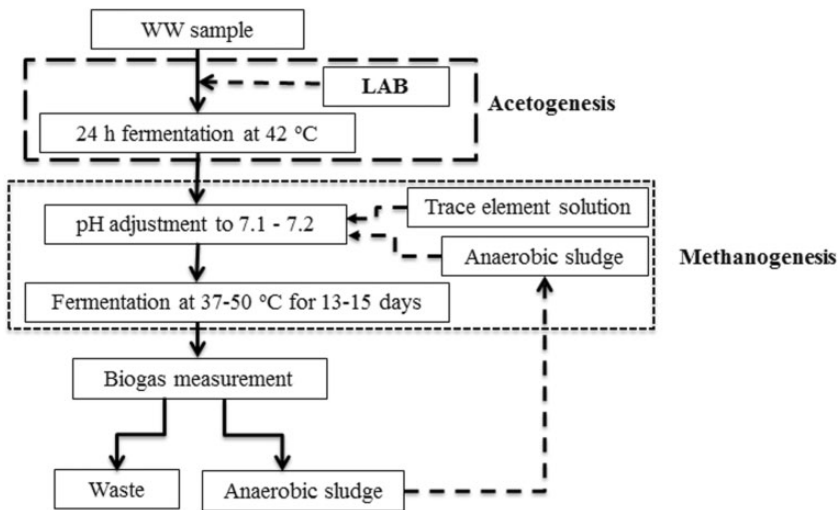 WW sample
LAB
Acetogenesis
24 h fermentation at 42 °C
Trace element solution
pH adjustment to 7.1 - 7.2
Anaerobic sludge
Methanogenesis
Fermentation at 37-50 °C for 13-15 days
Biogas measurement
Waste
Anaerobic sludge